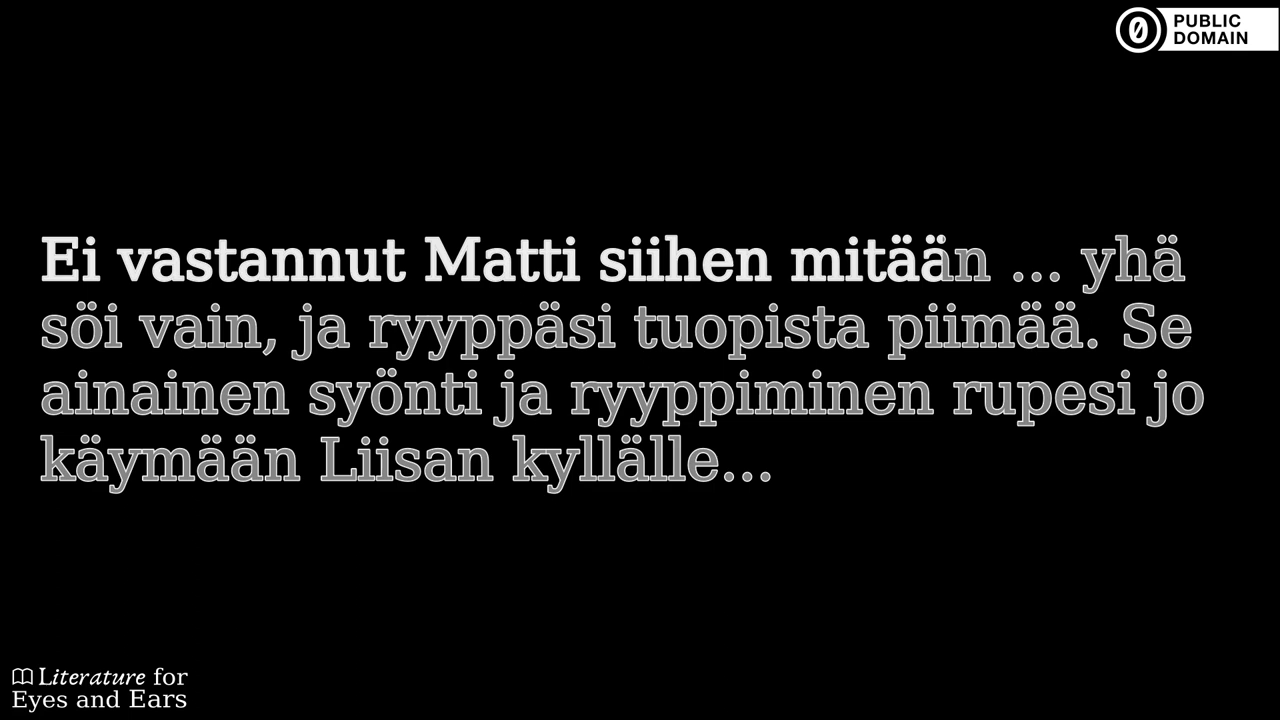 PUBLIC
DOMAIN
Ei vastannut Matti siihen mitään ... yhä
söi vain, ja ryyppäsi tuopista piimää. Se
ainainen syönti ja ryyppiminen rupesi jo
käymään Liisan kyllälle...
Literature for
Eyes and Ears